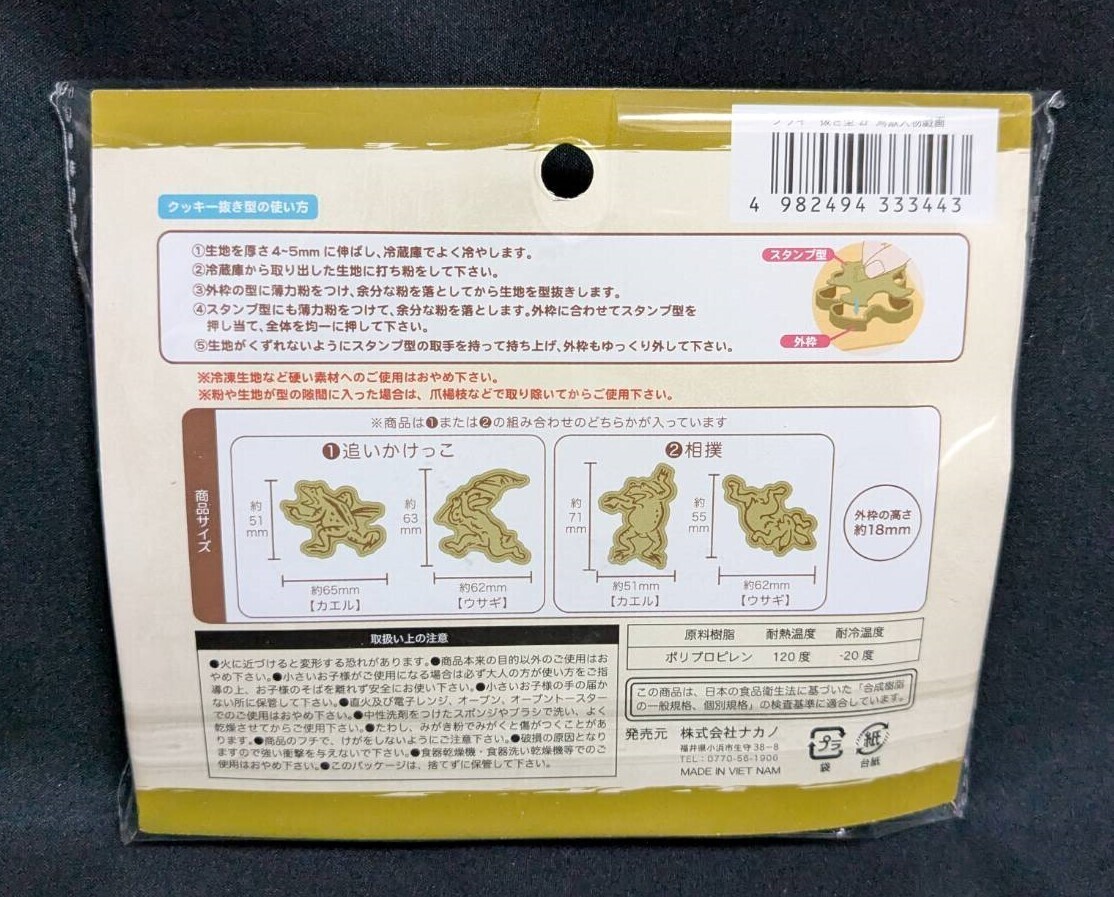 4 982494 333443
クッキー抜き型の使い方
①生地を厚さ4~5mmに伸ばし、冷蔵庫でよく冷やします。
②冷蔵庫から取り出した生地に打ち粉をして下さい。
③外枠の型に薄力粉をつけ、余分な粉を落としてから生地を型抜きします。
④スタンプ型にも薄力粉をつけて、余分な粉を落とします。外枠に合わせてスタンプ型を
押し当て、全体を均一に押して下さい。
⑤生地がくずれないようにスタンプ型の取手を持って持ち上げ、外枠もゆっくり外して下さい。
スタンプ型
外枠
※冷凍生地など硬い素材へのご使用はおやめ下さい。
※粉や生地が型の隙間に入った場合は、爪楊枝などで取り除いてからご使用下さい。
商品サイズ
※商品は❶または❷の組み合わせのどちらかが入っています
❶追いかけっこ
約
51
mm
約65mm
【カエル】
約
63
mm
約62mm
【ウサギ】
❷相撲
約
71
mm
約51mm
【カエル】
約
55
mm
約62mm
【ウサギ】
外枠の高さ
約18mm
取扱い上の注意
●火に近づけると変形する恐れがあります。●商品本来の目的以外のご使用はお
やめ下さい。●小さいお子様がご使用になる場合は必ず大人の方が使い方をご指
導の上、お子様のそばを離れず安全にお使い下さい。●小さいお子様の手の届か
ない所に保管して下さい。●直火及び電子レンジ、オーブン、オーブントースター
でのご使用はおやめ下さい。●中性洗剤をつけたスポンジやブラシで洗い、よく
乾燥させてからご使用下さい。●たわし、みがき粉でみがくと傷がつくことがあ
ります。●商品のフチで、けがをしないようにご注意下さい。●破損の原因となり
ますので強い衝撃を与えないで下さい。●食器乾燥機・食器洗い乾燥機等でのご
使用はおやめ下さい。●このパッケージは、捨てずに保管して下さい。
原料樹脂 耐熱温度 耐冷温度
ポリプロピレン 120度 -20度
この商品は、日本の食品衛生法に基づいた「合成樹脂
の一般規格、個別規格」の検査基準に適合しています。
発売元 株式会社ナカノ
福井県小浜市生守38-8
TEL:0770-56-1906
MADE IN VIET NAM
プラ
袋
紙
台紙